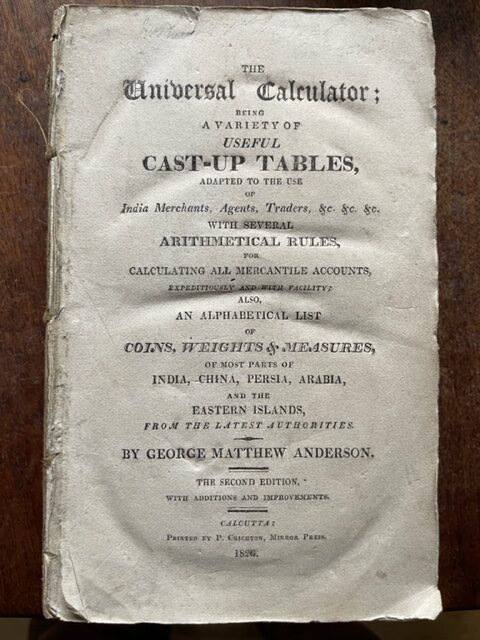 THE
Universal Calculator;
BEING
A VARIETY OF
USEFUL
CAST-UP TABLES,
ADAPTED TO THE USE
OF
India Merchants, Agents, Traders, &c. &c. &c.
WITH SEVERAL
ARITHMETICAL RULES,
FOR
CALCULATING ALL MERCANTILE ACCOUNTS,
EXPEDITIOUSLY AND WITH FACILITY;
ALSO,
AN ALPHABETICAL LIST
OF
COINS, WEIGHTS & MEASURES,
OF MOST PARTS OF
INDIA, CHINA, PERSIA, ARABIA,
AND THE
EASTERN ISLANDS,
FROM THE LATEST AUTHORITIES.
BY GEORGE MATTHEW ANDERSON.
THE SECOND EDITION,
WITH ADDITIONS AND IMPROVEMENTS.
CALCUTTA:
PRINTED BY P. CRICHTON, MIRROR PRESS.
1826.